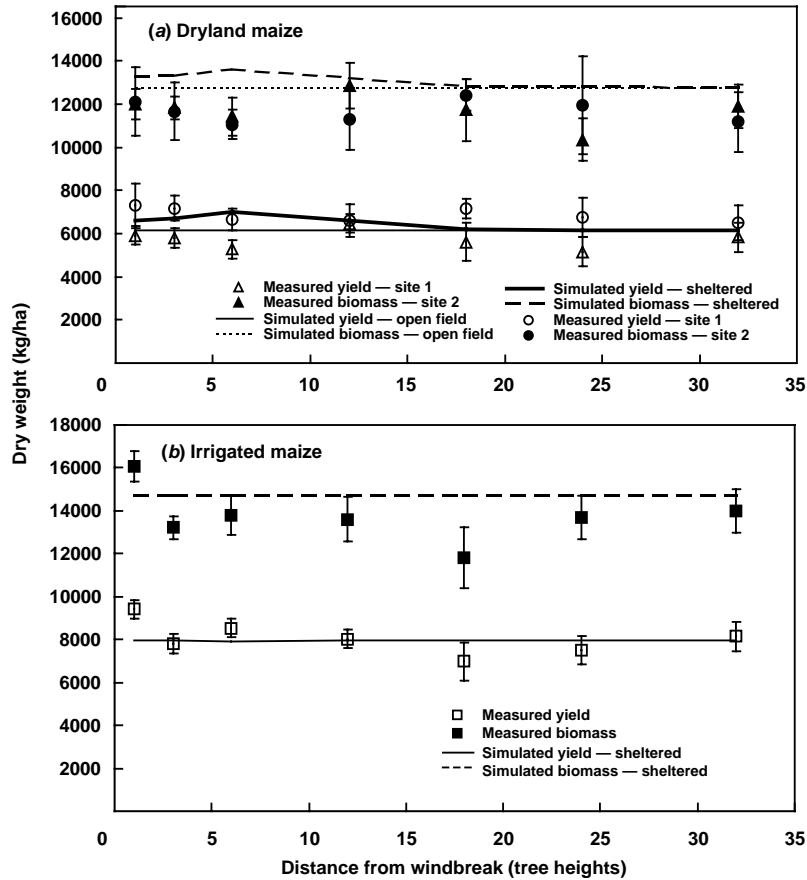 16000
(a) Dryland maize
14000
12000
10000
8000
6000
4000
2000
Measured yield — site 1
Measured biomass — site 2
Simulated yield — open field
Simulated biomass — open field
Simulated yield — sheltered
Simulated biomass — sheltered
Measured yield — site 1
Measured biomass — site 2
0 5 10 15 20 25 30 35
Dry weight (kg/ha)
18000
(b) Irrigated maize
16000
14000
12000
10000
8000
6000
4000
2000
Measured yield
Measured biomass
Simulated yield — sheltered
Simulated biomass — sheltered
0 5 10 15 20 25 30 35
Distance from windbreak (tree heights)